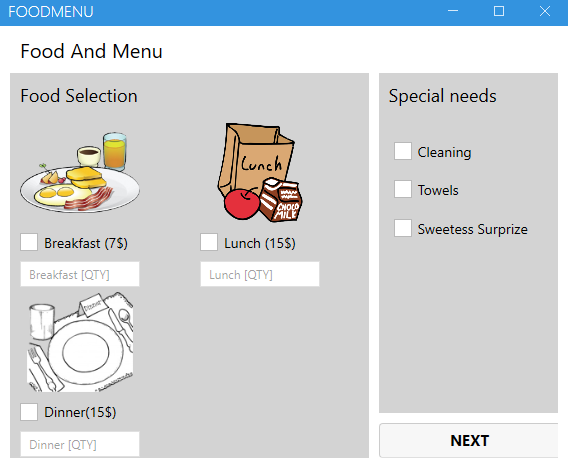 FOODMENU
Food And Menu
Food Selection
Lunch
CHOCO
MILK
Breakfast (7$)
Lunch (15$)
Breakfast [QTY]
Lunch [QTY]
Dinner(15$)
Dinner [QTY]
Special needs
Cleaning
Towels
Sweetess Surprize
NEXT